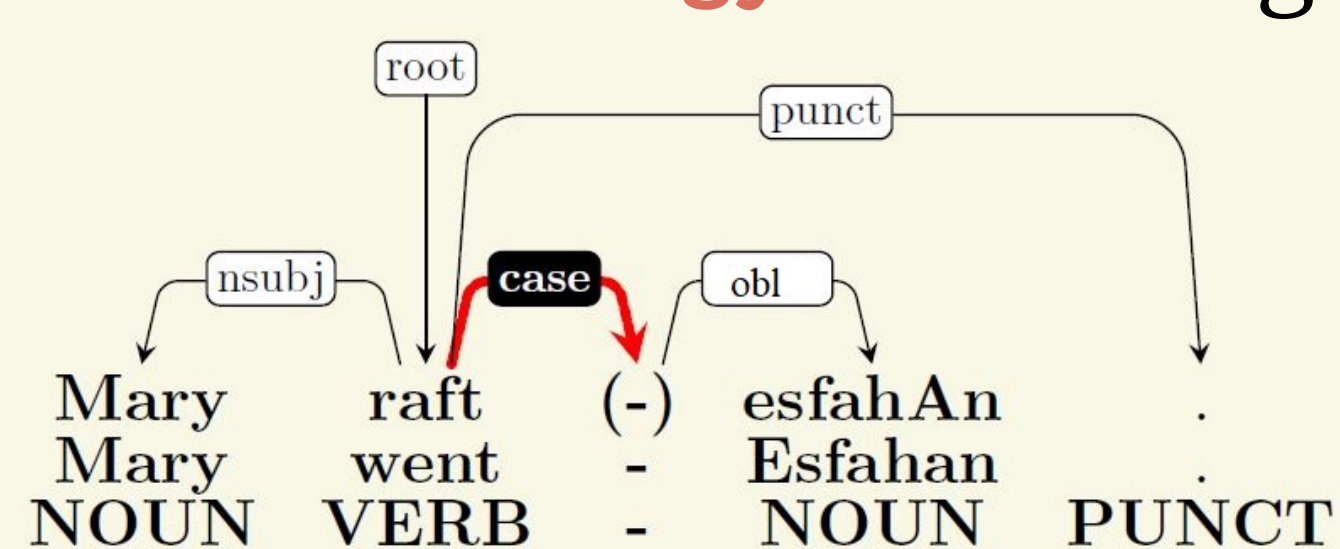 root
punct
nsubj case obl
Mary raft (-) esfahAn .
Mary went - Esfahan .
NOUN VERB - NOUN PUNCT